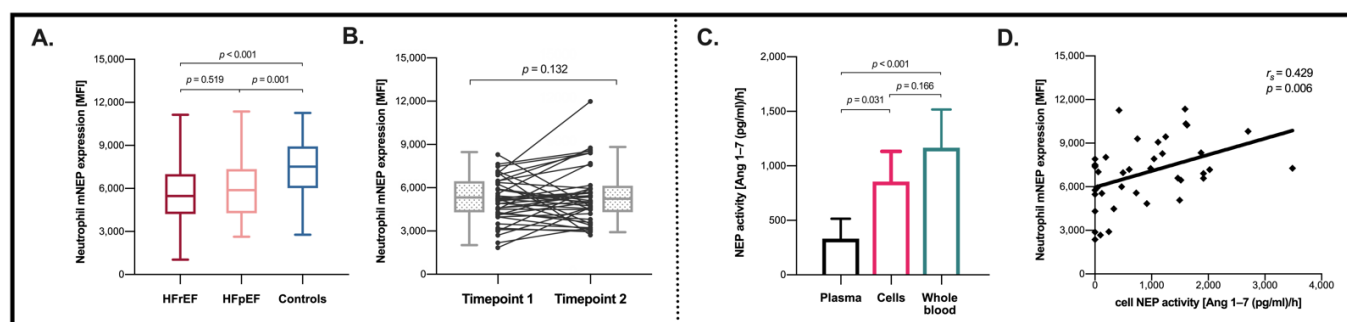 A.
Neutrophil mNEP expression [MFI]
15,000
12,000
9,000
6,000
3,000
0
p < 0.001
p = 0.519
p = 0.001
HFrEF
HFpEF
Controls
B.
Neutrophil mNEP expression [MFI]
15,000
12,000
9,000
6,000
3,000
0
p = 0.132
Timepoint 1
Timepoint 2
C.
NEP activity [Ang 1–7 (pg/ml)/h]
2,000
1,500
1,000
500
0
p < 0.001
p = 0.166
p = 0.031
Plasma
Cells
Whole
blood
D.
Neutrophil mNEP expression [MFI]
15,000
12,000
9,000
6,000
3,000
0
rs = 0.429
p = 0.006
0
1,000
2,000
3,000
4,000
cell NEP activity [Ang 1–7 (pg/ml)/h]